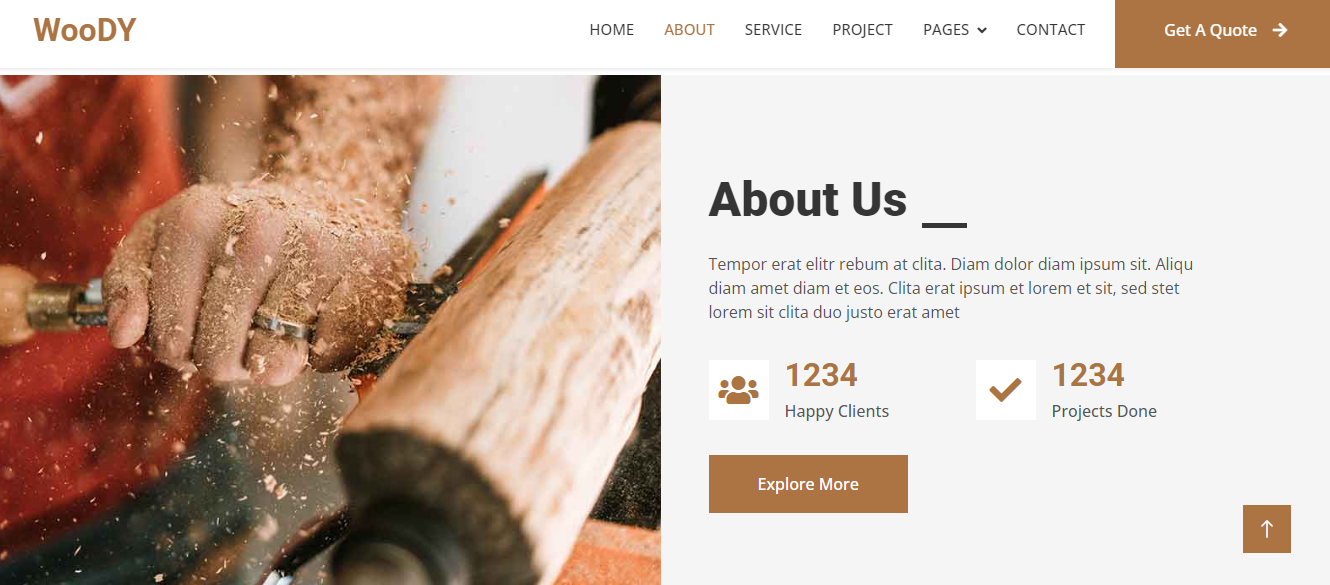 WooDY
HOME ABOUT SERVICE PROJECT PAGES CONTACT
Get A Quote
About Us
Tempor erat elitr rebum at clita. Diam dolor diam ipsum sit. Aliqu
diam amet diam et eos. Clita erat ipsum et lorem et sit, sed stet
lorem sit clita duo justo erat amet
1234
Happy Clients
1234
Projects Done
Explore More